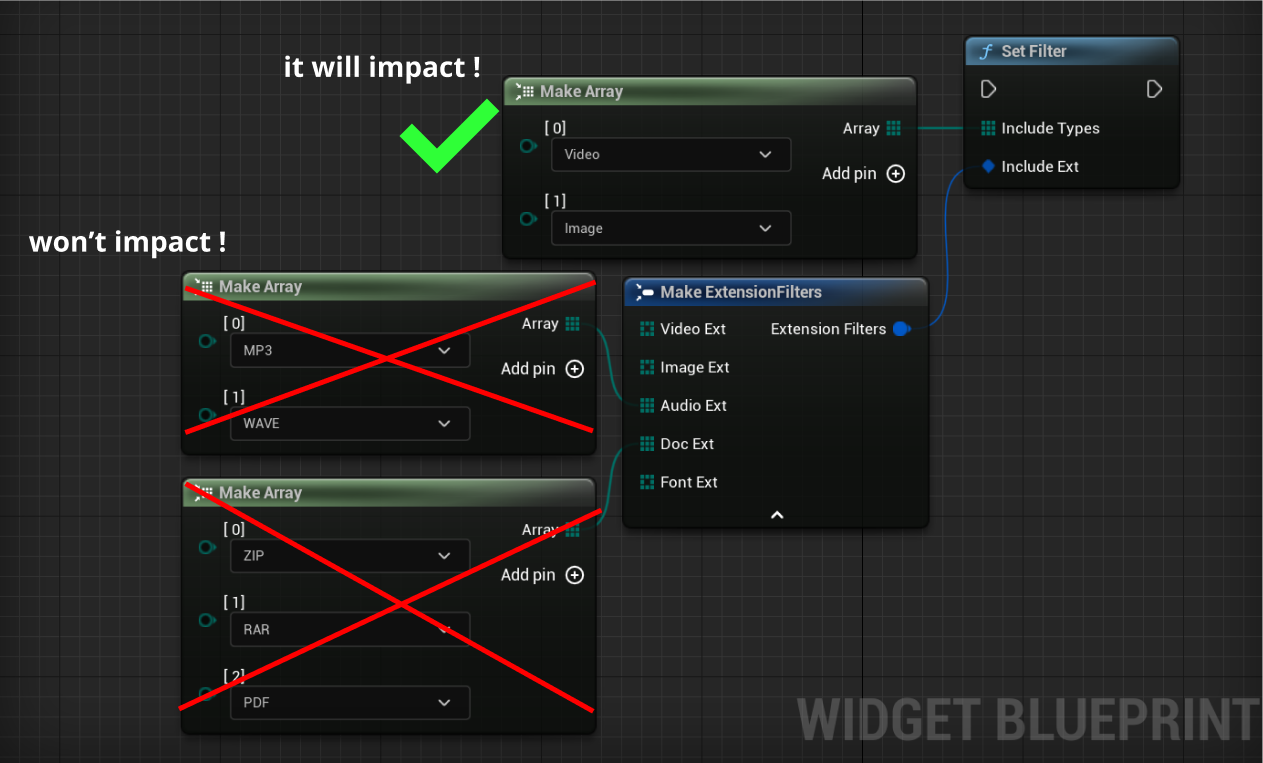 Set Filter
it will impact !
Make Array
[ 0]
Array
Include Types
Video
Add pin
Include Ext
[ 1]
Image
won’t impact !
Make Array
[ 0]
Array
MP3
Add pin
[ 1]
WAVE
Make ExtensionFilters
Video Ext
Extension Filters
Image Ext
Audio Ext
Doc Ext
Font Ext
Make Array
[ 0]
Array
ZIP
Add pin
[ 1]
RAR
[ 2]
PDF
WIDGET BLUEPRINT